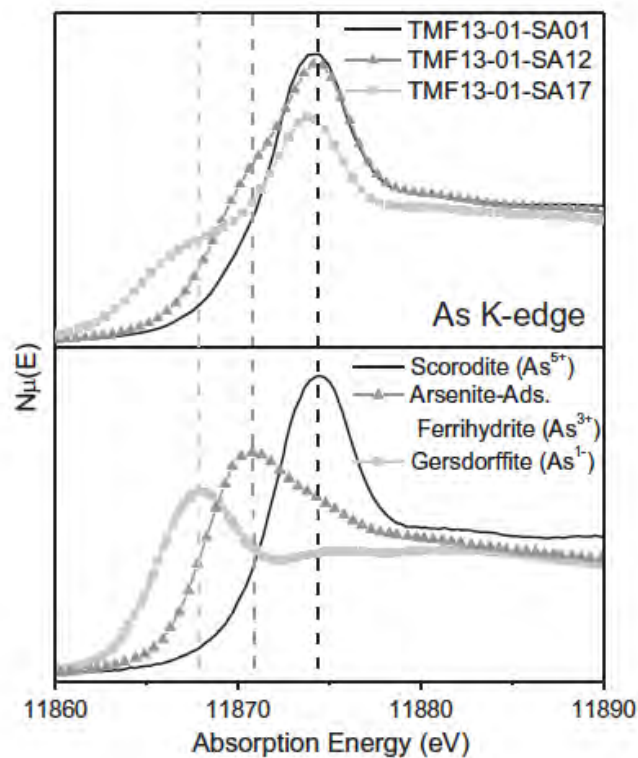 TMF13-01-SA01
TMF13-01-SA12
TMF13-01-SA17
As K-edge
Nμ(E)
Scorodite (As⁵⁺)
Arsenite-Ads.
Ferrihydrite (As³⁺)
Gersdorffite (As¹⁻)
11860 11870 11880 11890
Absorption Energy (eV)